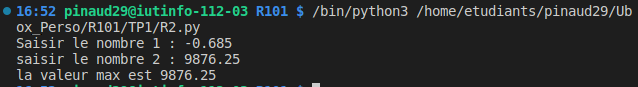 16:52 pinaud29@iutinfo-112-03 R101 $ /bin/python3 /home/etudiants/pinaud29/Ub
ox_Perso/R101/TP1/R2.py
Saisir le nombre 1 : -0.685
saisir le nombre 2 : 9876.25
la valeur max est 9876.25